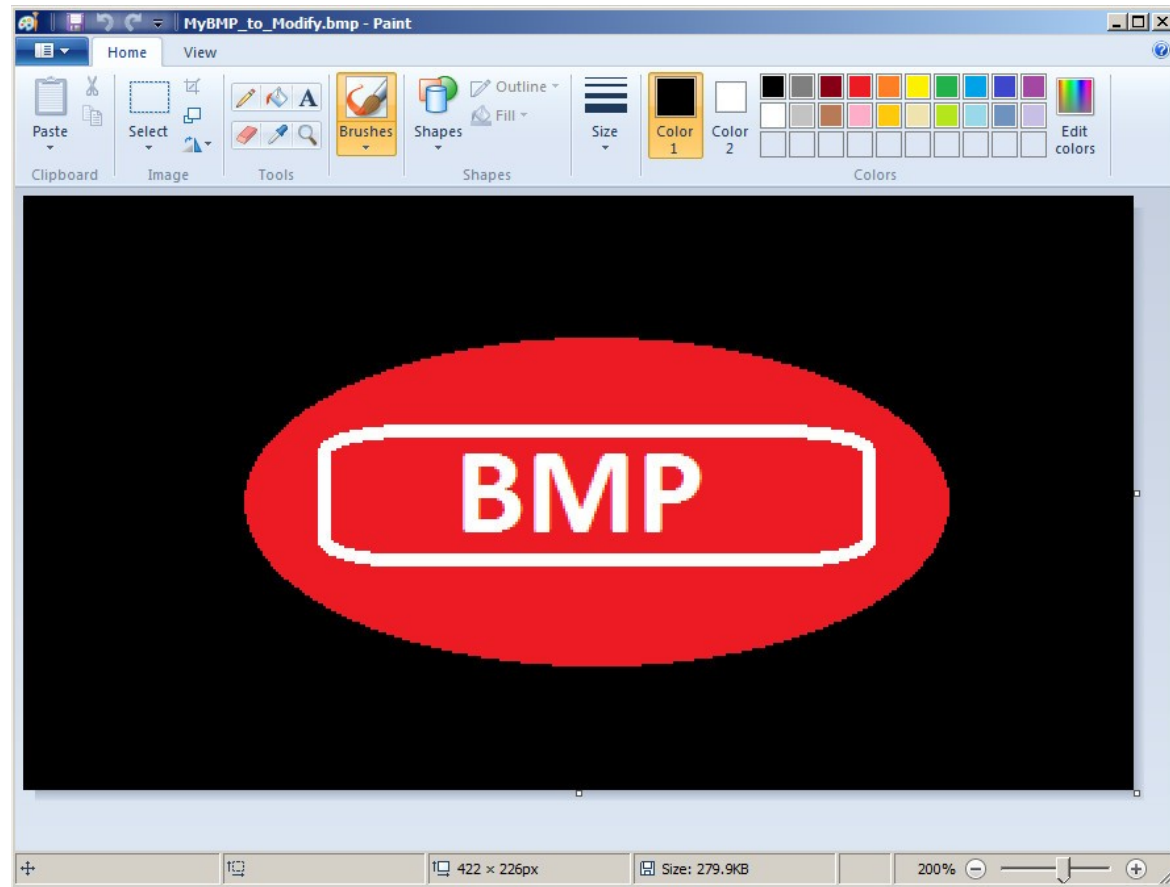 MyBMP_to_Modify.bmp - Paint
Home View
Paste
Select
A
Brushes
Shapes
Outline
Fill
Size
Color 1
Color 2
Edit colors
Clipboard
Image
Tools
Shapes
Colors
BMP
422 × 226px
Size: 279.9KB
200%